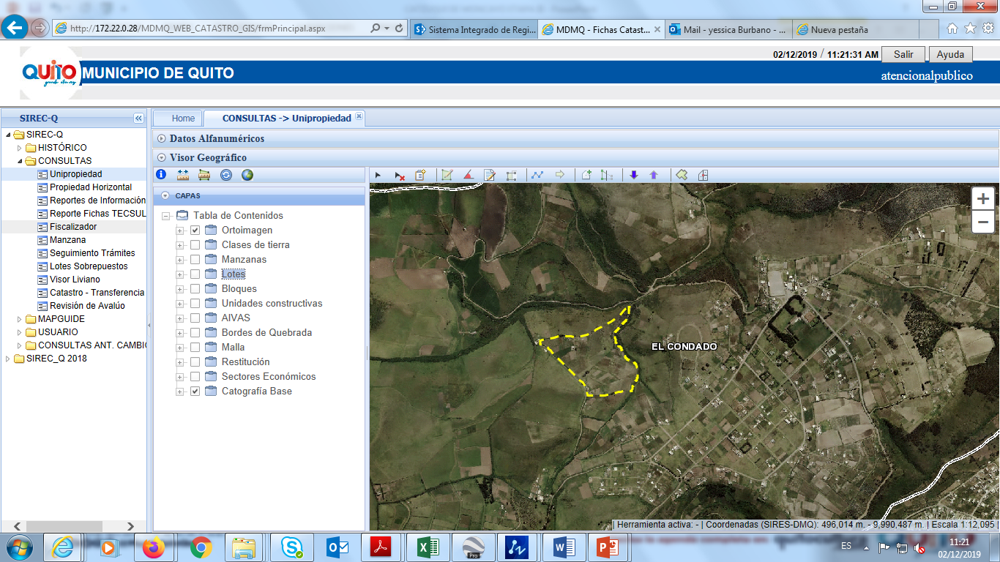 http://172.22.0.28/MDMQ_WEB_CATASTRO_GIS/frmPrincipal.aspx
Sistema Integrado de Regi...
MDMQ - Fichas Catast...
Mail - yessica Burbano - ...
Nueva pestaña
02/12/2019 / 11:21:31 AM
Salir
Ayuda
QUITO
MUNICIPIO DE QUITO
atencionalpublico
SIREC-Q
Home
CONSULTAS -> Unipropiedad
SIREC-Q
HISTÓRICO
CONSULTAS
Unipropiedad
Propiedad Horizontal
Reportes de Información
Reporte Fichas TECSUL
Fiscalizador
Manzana
Seguimiento Trámites
Lotes Sobrepuestos
Visor Liviano
Catastro - Transferencia
Revisión de Avalúo
MAPGUIDE
USUARIO
CONSULTAS ANT. CAMBIO
SIREC_Q 2018
Datos Alfanuméricos
Visor Geográfico
CAPAS
Tabla de Contenidos
Ortoimagen
Clases de tierra
Manzanas
Lotes
Bloques
Unidades constructivas
AIVAS
Bordes de Quebrada
Malla
Restitución
Sectores Económicos
Catografía Base
EL CONDADO
+
−
| Herramienta activa: - | Coordenadas (SIRES-DMQ): 496,014 m. - 9,990,487 m. | Escala 1:12,095
Pro
ES
11:21
02/12/2019